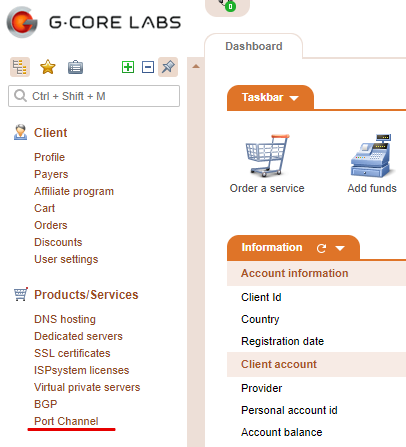 G·CORE LABS
0
Dashboard
Ctrl + Shift + M
Taskbar
Client
Profile
Payers
Affiliate program
Cart
Orders
Discounts
User settings
Order a service
Add funds
Products/Services
DNS hosting
Dedicated servers
SSL certificates
ISPsystem licenses
Virtual private servers
BGP
Port Channel
Information
Account information
Client Id
Country
Registration date
Client account
Provider
Personal account id
Account balance